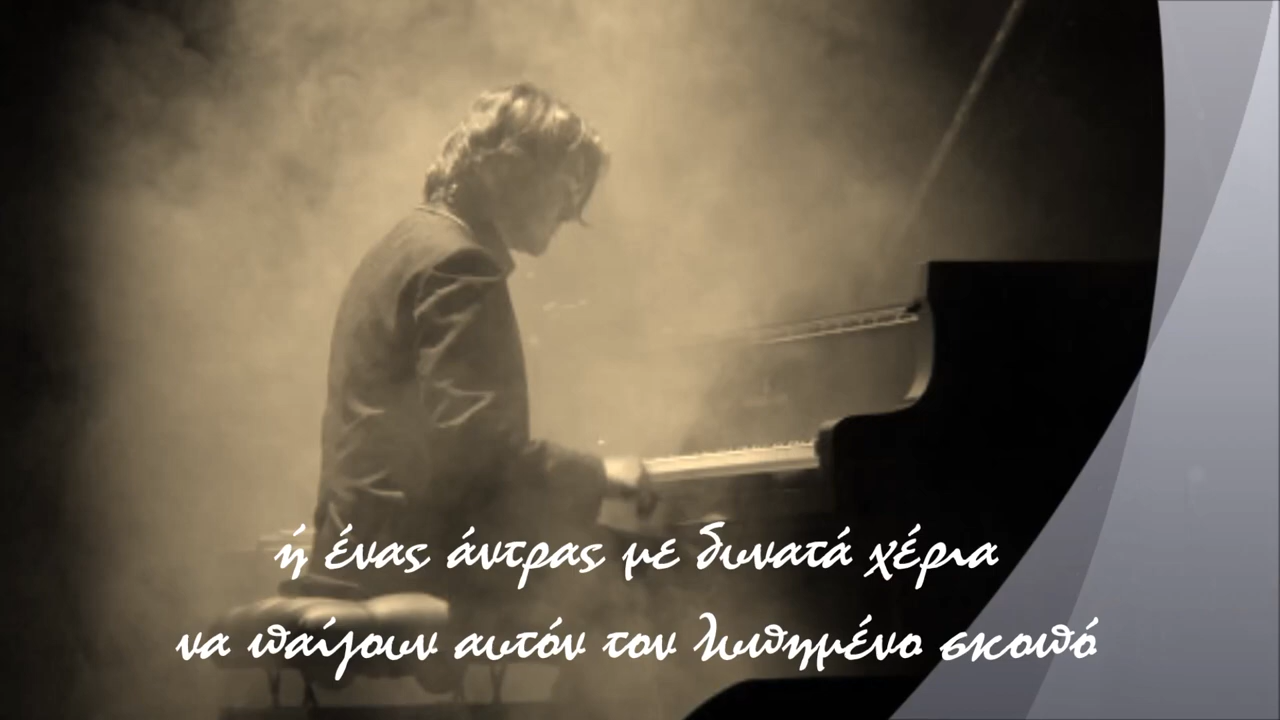 ή ένας άντρας με δυνατά χέρια
να παίζουν αυτόν τον λυπημένο σκοπό